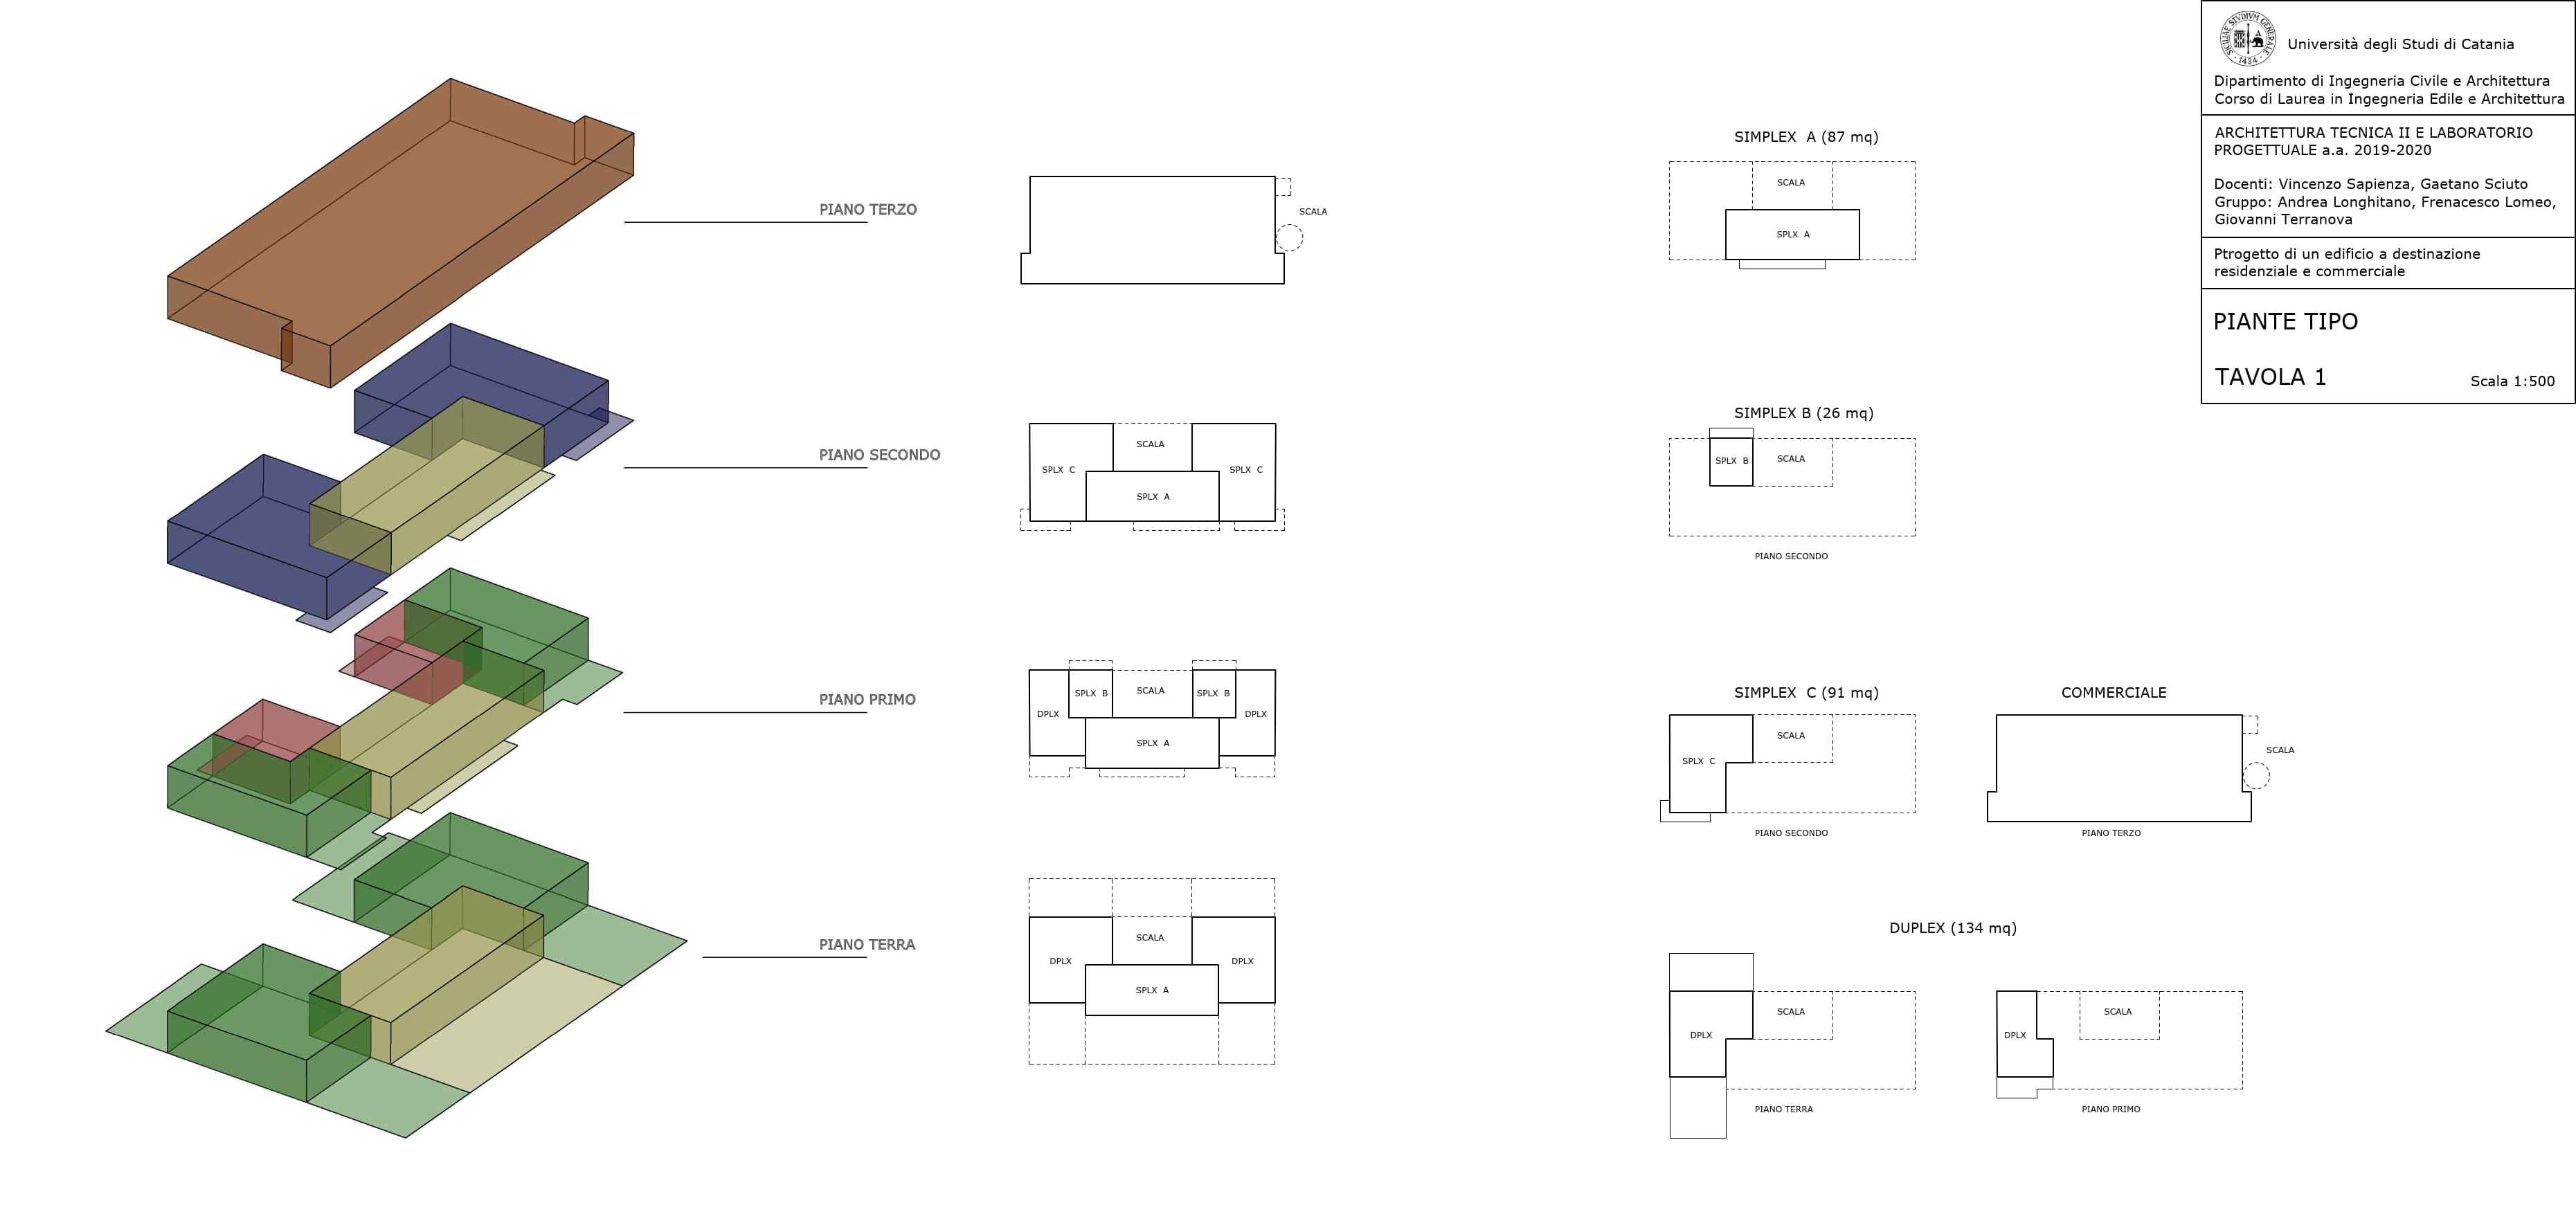 SICILIAE STVDIVM GENERALE
1434
Università degli Studi di Catania
Dipartimento di Ingegneria Civile e Architettura
Corso di Laurea in Ingegneria Edile e Architettura
ARCHITETTURA TECNICA II E LABORATORIO
PROGETTUALE a.a. 2019-2020
Docenti: Vincenzo Sapienza, Gaetano Sciuto
Gruppo: Andrea Longhitano, Frenacesco Lomeo,
Giovanni Terranova
Ptrogetto di un edificio a destinazione
residenziale e commerciale
PIANTE TIPO
TAVOLA 1
Scala 1:500
PIANO TERZO
SCALA
PIANO SECONDO
SCALA
SPLX C
SPLX C
SPLX A
PIANO PRIMO
SPLX B
SCALA
SPLX B
DPLX
DPLX
SPLX A
PIANO TERRA
SCALA
DPLX
DPLX
SPLX A
SIMPLEX A (87 mq)
SCALA
SPLX A
SIMPLEX B (26 mq)
SPLX B
SCALA
PIANO SECONDO
SIMPLEX C (91 mq)
SCALA
SPLX C
PIANO SECONDO
COMMERCIALE
SCALA
PIANO TERZO
DUPLEX (134 mq)
SCALA
DPLX
PIANO TERRA
SCALA
DPLX
PIANO PRIMO